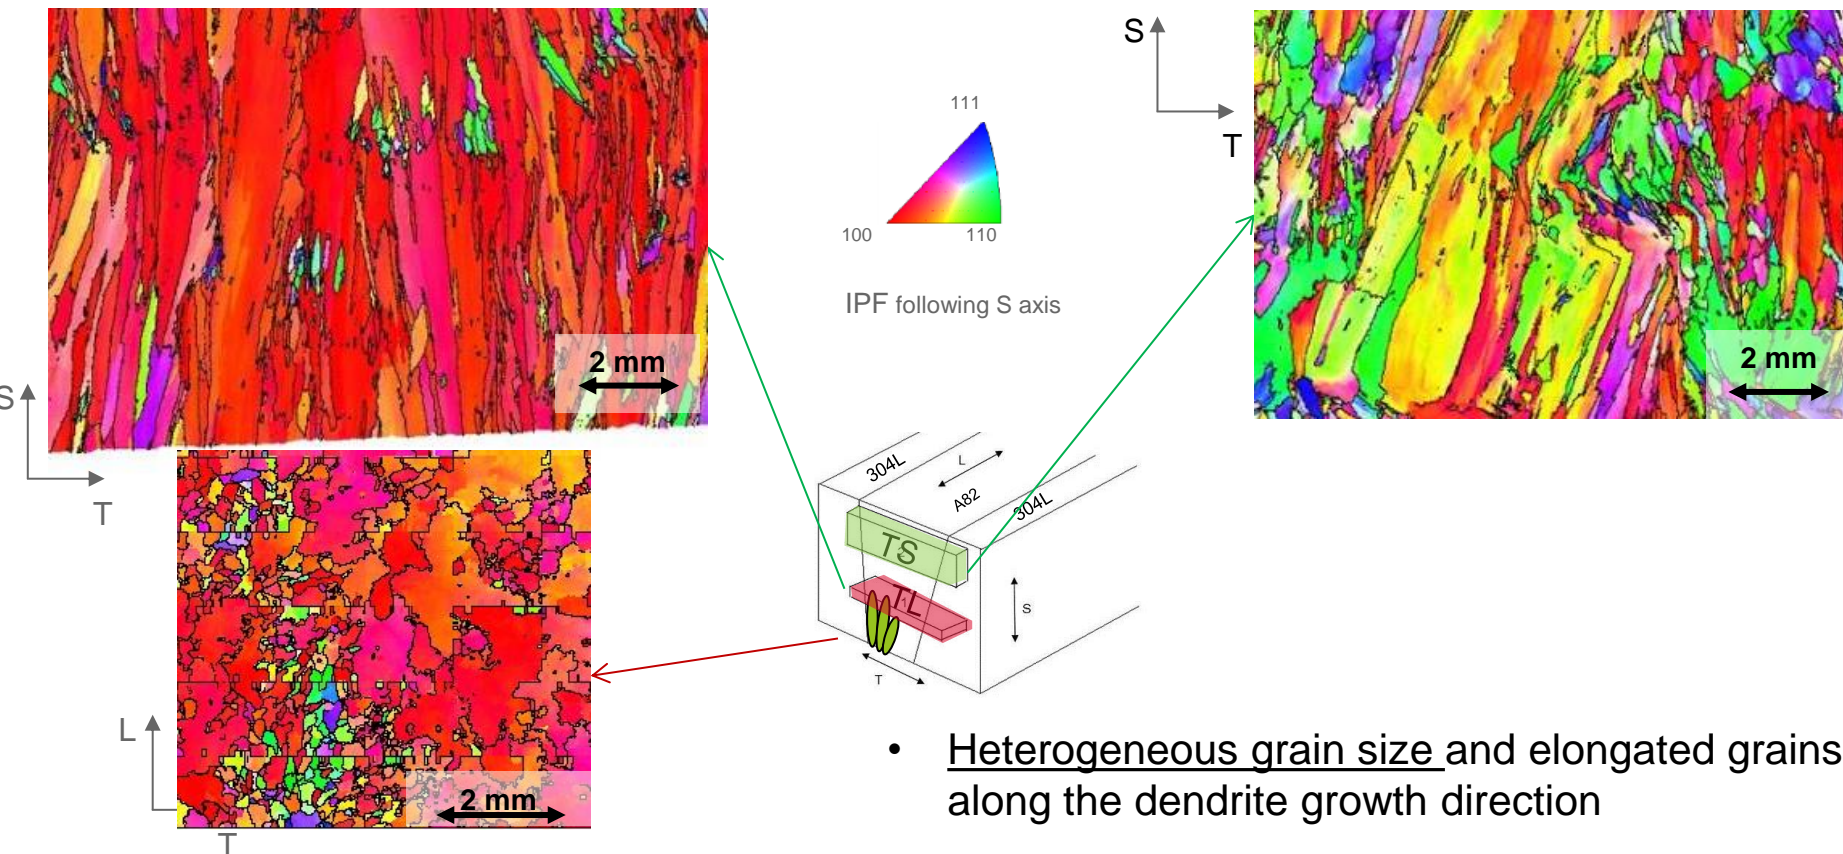 S
T
111
100
110
IPF following S axis
2 mm
2 mm
S
T
304L
L
A82
304L
TS
TL
S
T
L
T
2 mm
• Heterogeneous grain size and elongated grains
along the dendrite growth direction